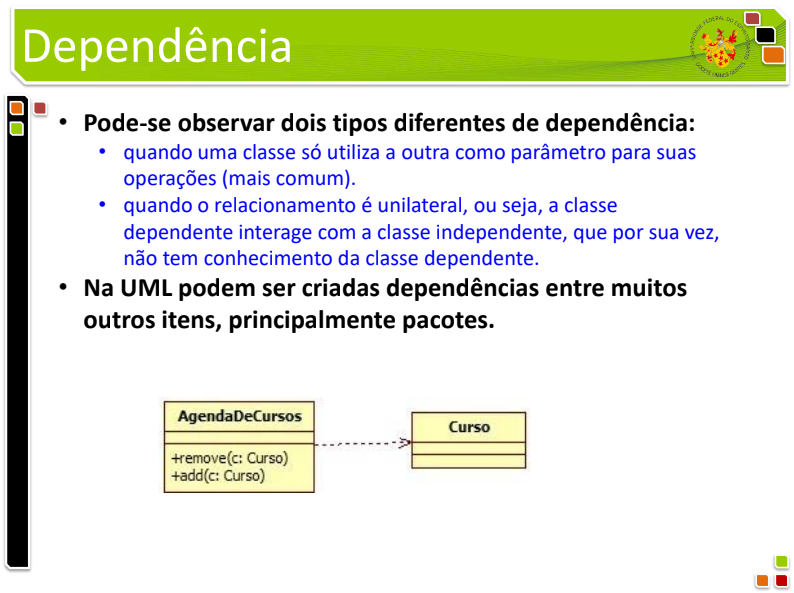 Dependência
• Pode-se observar dois tipos diferentes de dependência:
• quando uma classe só utiliza a outra como parâmetro para suas
operações (mais comum).
• quando o relacionamento é unilateral, ou seja, a classe
dependente interage com a classe independente, que por sua vez,
não tem conhecimento da classe dependente.
• Na UML podem ser criadas dependências entre muitos
outros itens, principalmente pacotes.
AgendaDeCursos
+remove(c: Curso)
+add(c: Curso)
Curso